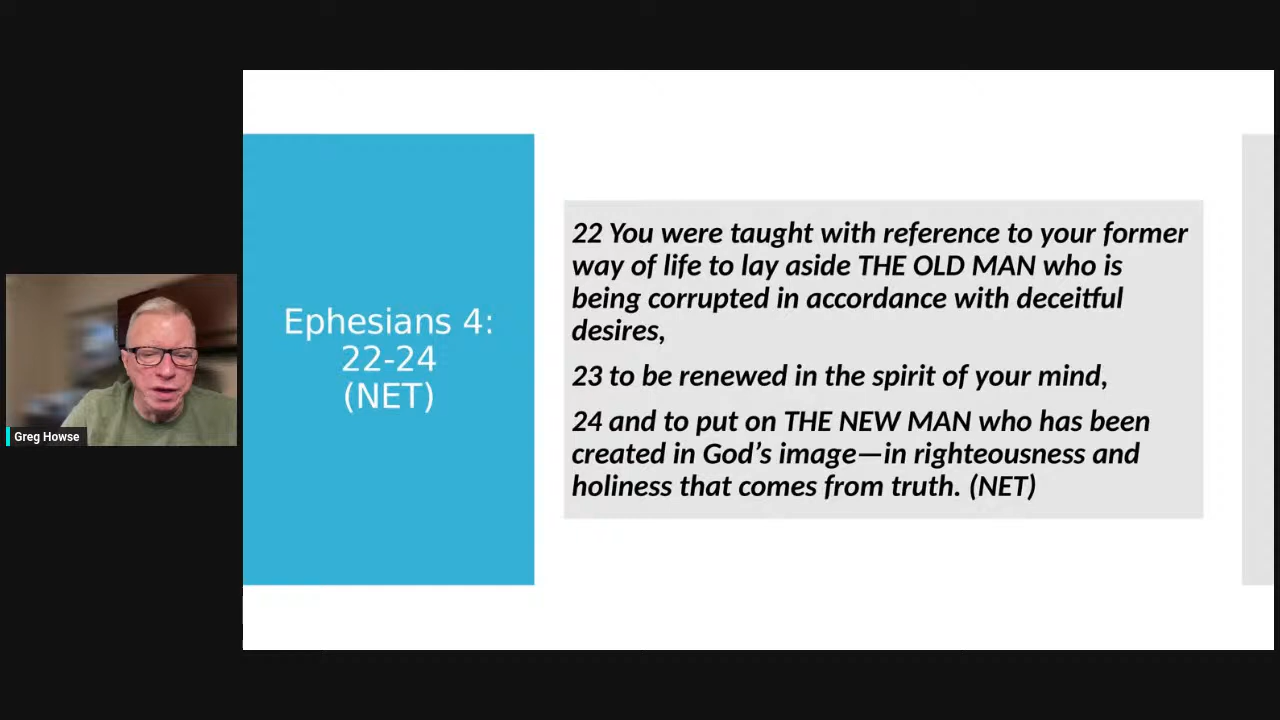 Ephesians 4:
22-24
(NET)
22 You were taught with reference to your former
way of life to lay aside THE OLD MAN who is
being corrupted in accordance with deceitful
desires,
23 to be renewed in the spirit of your mind,
24 and to put on THE NEW MAN who has been
created in God’s image—in righteousness and
holiness that comes from truth. (NET)
Greg Howse